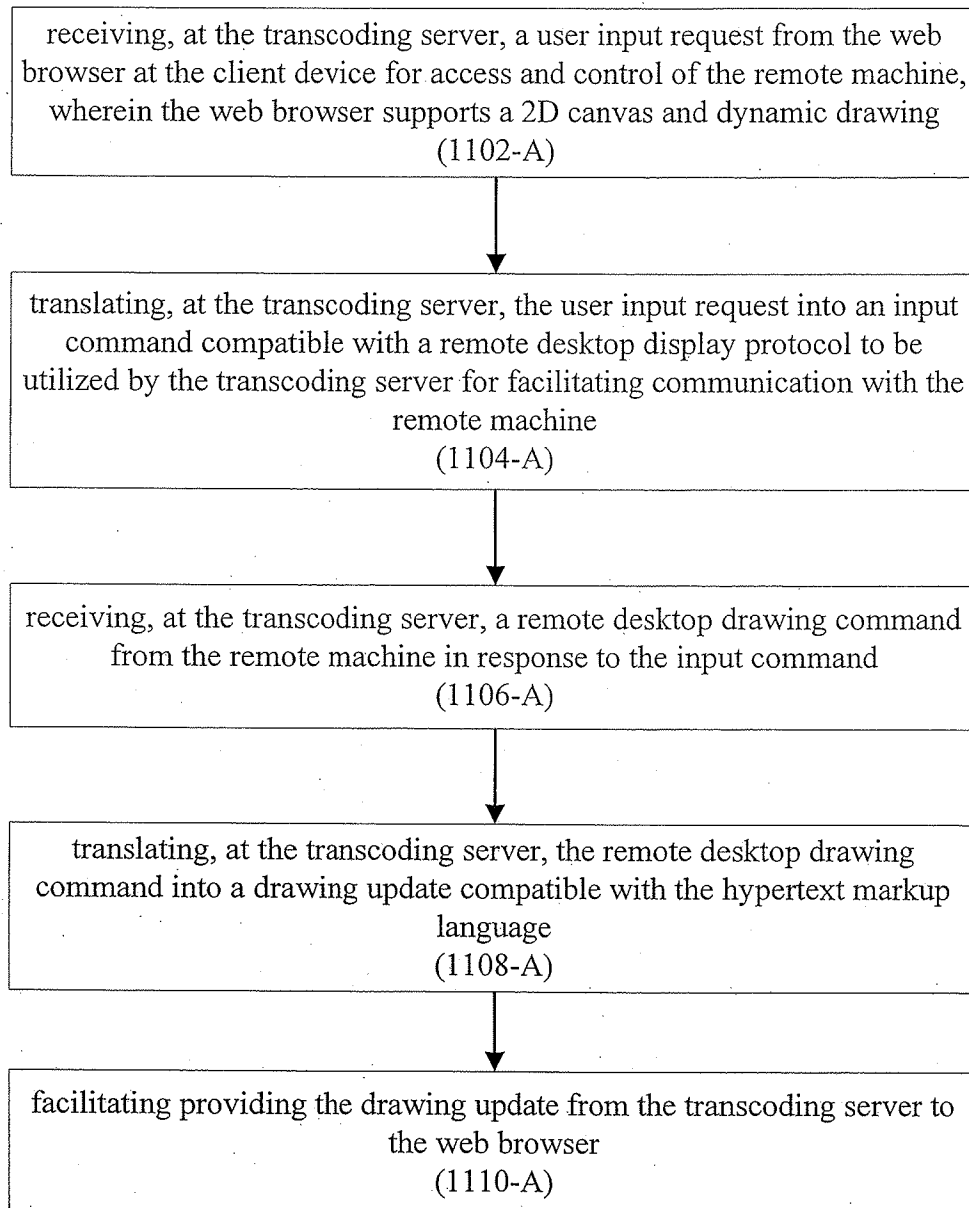 receiving, at the transcoding server, a user input request from the web
browser at the client device for access and control of the remote machine,
wherein the web browser supports a 2D canvas and dynamic drawing
(1102-A)
translating, at the transcoding server, the user input request into an input
command compatible with a remote desktop display protocol to be
utilized by the transcoding server for facilitating communication with the
remote machine
(1104-A)
receiving, at the transcoding server, a remote desktop drawing command
from the remote machine in response to the input command
(1106-A)
translating, at the transcoding server, the remote desktop drawing
command into a drawing update compatible with the hypertext markup
language
(1108-A)
facilitating providing the drawing update from the transcoding server to
the web browser
(1110-A)